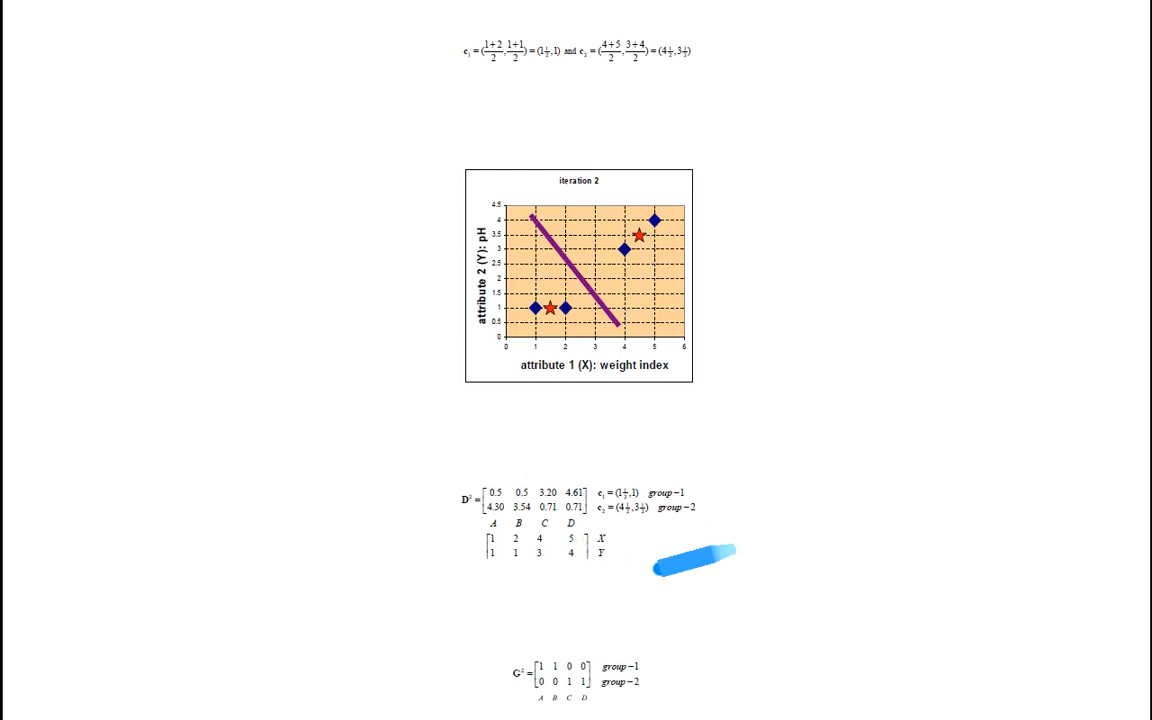 c₁ = (1+2/2, 1+1/2) = (1½, 1) and c₂ = (4+5/2, 3+4/2) = (4½, 3½)
iteration 2
4.5
4
3.5
3
2.5
2
1.5
1
0.5
0
attribute 2 (Y): pH
0 1 2 3 4 5 6
attribute 1 (X): weight index
D² = [0.5 0.5 3.20 4.61] c₁ = (1½, 1) group-1
[4.30 3.54 0.71 0.71] c₂ = (4½, 3½) group-2
A B C D
[1 2 4 5] X
[1 1 3 4] Y
G² = [1 1 0 0] group-1
[0 0 1 1] group-2
A B C D